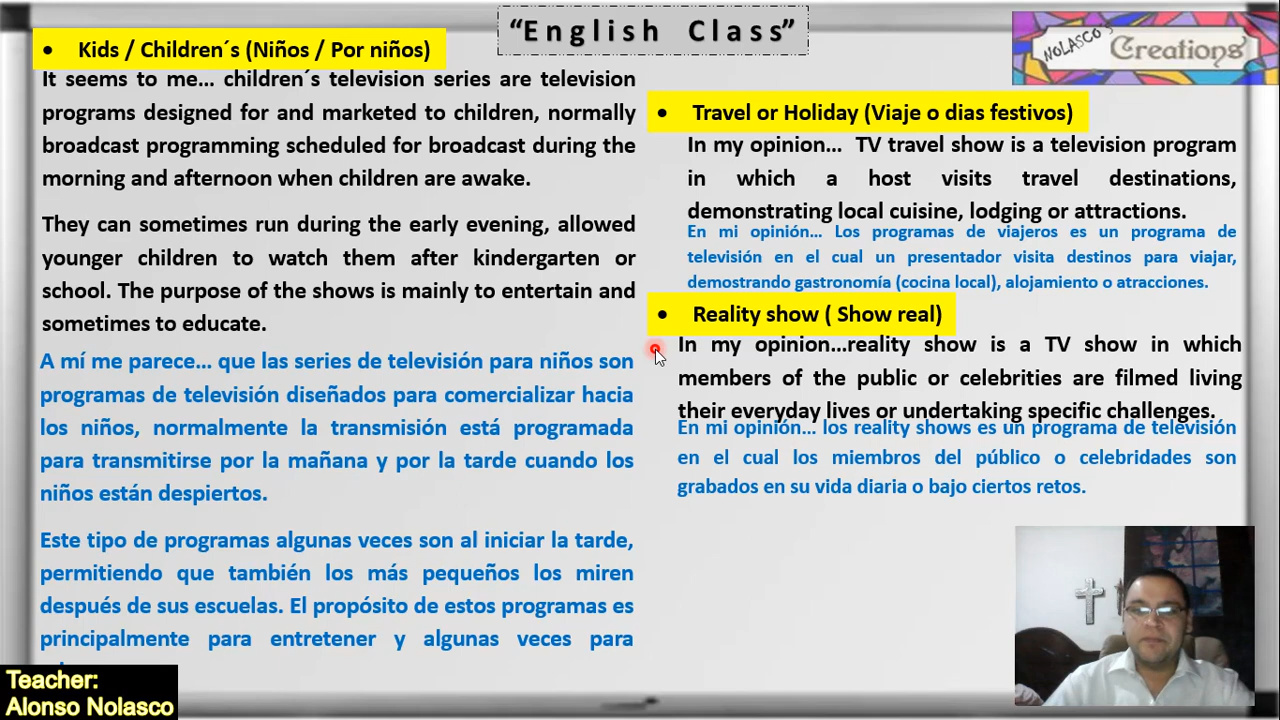 “English Class”
NOLASCO'S
Creations
• Kids / Children´s (Niños / Por niños)
It seems to me… children´s television series are television
programs designed for and marketed to children, normally
broadcast programming scheduled for broadcast during the
morning and afternoon when children are awake.
They can sometimes run during the early evening, allowed
younger children to watch them after kindergarten or
school. The purpose of the shows is mainly to entertain and
sometimes to educate.
A mí me parece… que las series de televisión para niños son
programas de televisión diseñados para comercializar hacia
los niños, normalmente la transmisión está programada
para transmitirse por la mañana y por la tarde cuando los
niños están despiertos.
Este tipo de programas algunas veces son al iniciar la tarde,
permitiendo que también los más pequeños los miren
después de sus escuelas. El propósito de estos programas es
principalmente para entretener y algunas veces para
• Travel or Holiday (Viaje o dias festivos)
In my opinion… TV travel show is a television program
in which a host visits travel destinations,
demonstrating local cuisine, lodging or attractions.
En mi opinión… Los programas de viajeros es un programa de
televisión en el cual un presentador visita destinos para viajar,
demostrando gastronomía (cocina local), alojamiento o atracciones.
• Reality show ( Show real)
In my opinion…reality show is a TV show in which
members of the public or celebrities are filmed living
their everyday lives or undertaking specific challenges.
En mi opinión… los reality shows es un programa de televisión
en el cual los miembros del público o celebridades son
grabados en su vida diaria o bajo ciertos retos.
Teacher:
Alonso Nolasco